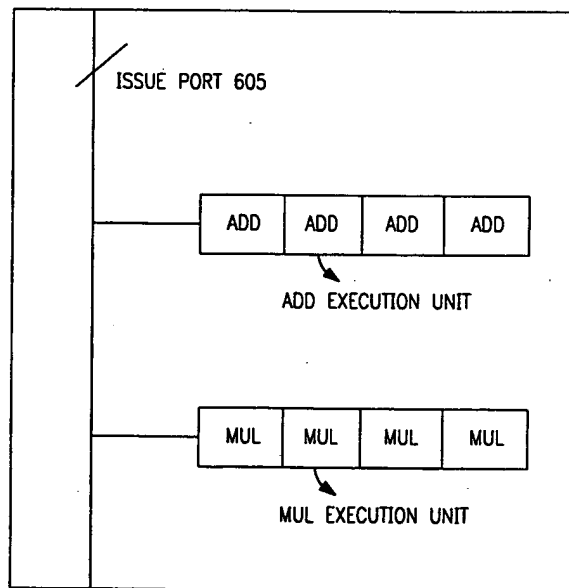 ISSUE PORT 605
ADD ADD ADD ADD
ADD EXECUTION UNIT
MUL MUL MUL MUL
MUL EXECUTION UNIT